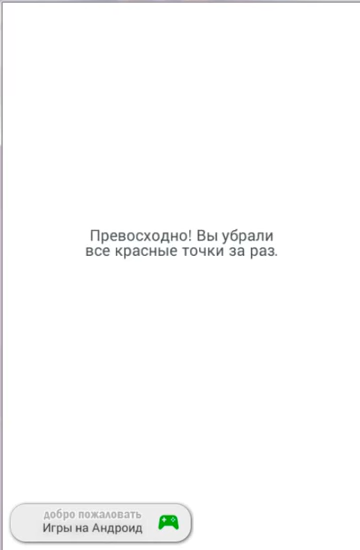 Превосходно! Вы убрали
все красные точки за раз.
добро пожаловать
Игры на Андроид